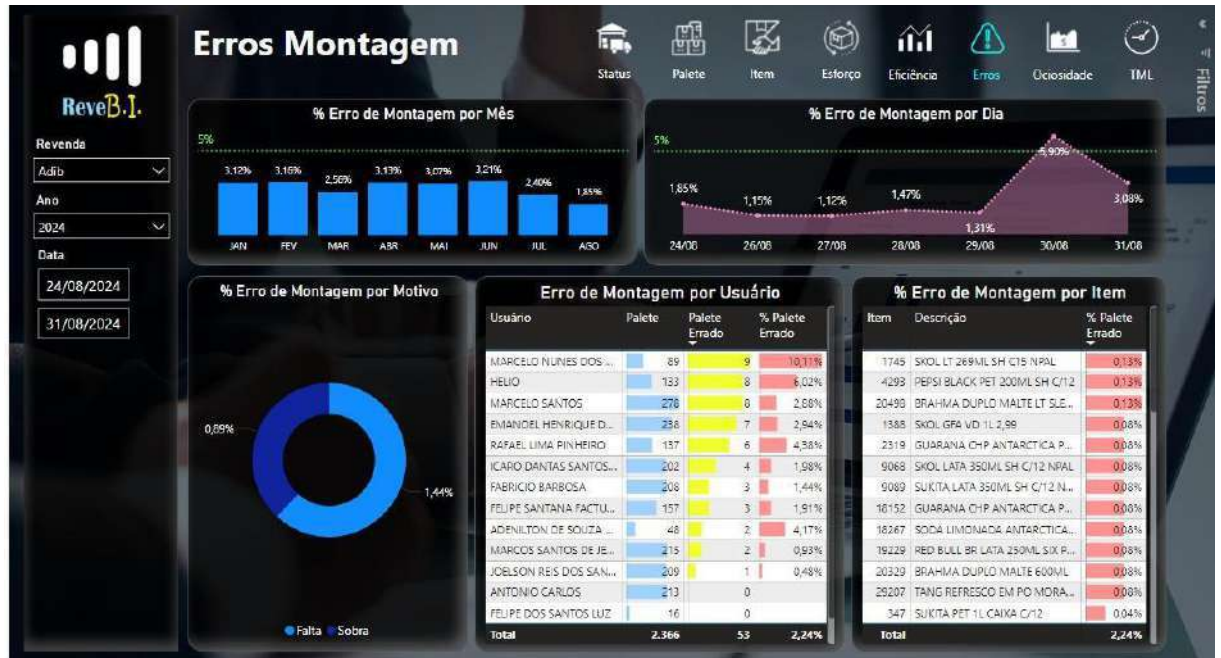 Erros Montagem
Status
Palete
Item
Esforço
Eficiência
Erros
Ociosidade
TML
Filtros
ReveB.I.
Revenda
Adib
Ano
2024
Data
24/08/2024
31/08/2024
% Erro de Montagem por Mês
5%
3,12% 3,16% 2,56% 3,13% 3,07% 3,21% 2,40% 1,85%
JAN FEV MAR ABR MAI JUN JUL AGO
% Erro de Montagem por Dia
5%
1,85% 1,15% 1,12% 1,47% 1,31% 5,90% 3,08%
24/08 26/08 27/08 28/08 29/08 30/08 31/08
% Erro de Montagem por Motivo
0,89%
1,44%
Falta Sobra
Erro de Montagem por Usuário
Usuário Palete Palete Errado % Palete Errado
MARCELO NUNES DOS ... 89 9 10,11%
HELIO 133 8 6,02%
MARCELO SANTOS 278 8 2,88%
EMANOEL HENRIQUE D... 238 7 2,94%
RAFAEL LIMA PINHEIRO 137 6 4,38%
ICARO DANTAS SANTOS... 202 4 1,98%
FABRICIO BARBOSA 208 3 1,44%
FELIPE SANTANA FACTU... 157 3 1,91%
ADENILTON DE SOUZA ... 48 2 4,17%
MARCOS SANTOS DE JE... 215 2 0,93%
JOELSON REIS DOS SAN... 209 1 0,48%
ANTONIO CARLOS 213 0
FELIPE DOS SANTOS LUZ 16 0
Total 2.366 53 2,24%
% Erro de Montagem por Item
Item Descrição % Palete Errado
1745 SKOL LT 269ML SH C15 NPAL 0,13%
4293 PEPSI BLACK PET 200ML SH C/12 0,13%
20498 BRAHMA DUPLO MALTE LT SLE... 0,13%
1388 SKOL GFA VD 1L 2,99 0,08%
2319 GUARANA CHP ANTARCTICA P... 0,08%
9068 SKOL LATA 350ML SH C/12 NPAL 0,08%
9089 SUKITA LATA 350ML SH C/12 N... 0,08%
18152 GUARANA CHP ANTARCTICA P... 0,08%
18267 SODA LIMONADA ANTARCTICA... 0,08%
19229 RED BULL BR LATA 250ML SIX P... 0,08%
20329 BRAHMA DUPLO MALTE 600ML 0,08%
29207 TANG REFRESCO EM PO MORA... 0,08%
347 SUKITA PET 1L CAIXA C/12 0,04%
Total 2,24%